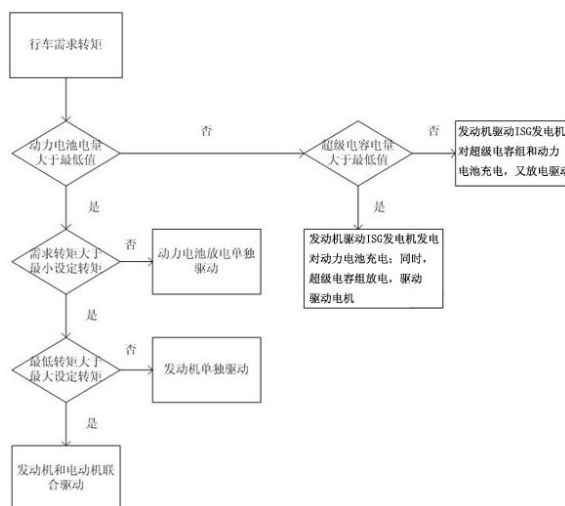 行车需求转矩
动力电池电量
大于最低值
否
超级电容电量
大于最低值
否
发动机驱动ISG发电机
对超级电容组和动力
电池充电，又放电驱动
是
是
需求转矩大于
最小设定转矩
否
动力电池放电单独
驱动
发动机驱动ISG发电机发电
对动力电池充电；同时，
超级电容组放电，驱动
驱动电机
是
最低转矩大于
最大设定转矩
否
发动机单独驱动
是
发动机和电动机联
合驱动